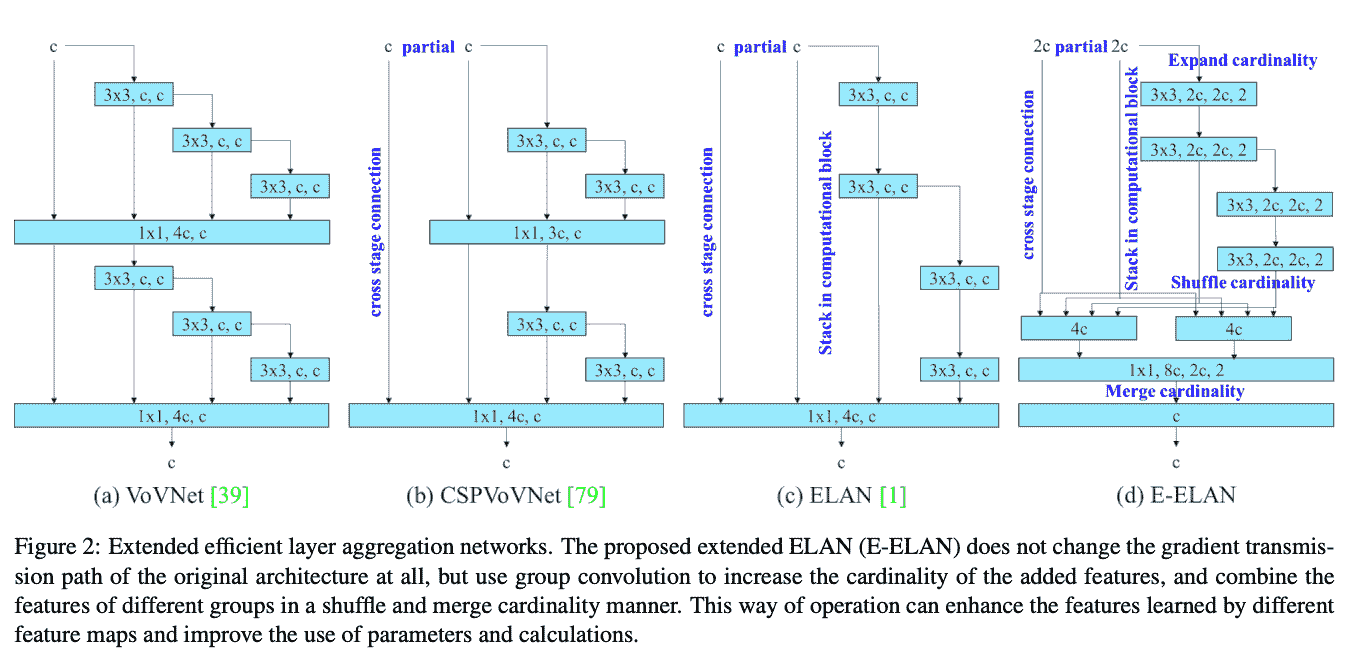 c
3x3, c, c
3x3, c, c
3x3, c, c
1x1, 4c, c
3x3, c, c
3x3, c, c
3x3, c, c
1x1, 4c, c
c
(a) VoVNet [39]
c partial c
cross stage connection
3x3, c, c
3x3, c, c
1x1, 3c, c
3x3, c, c
3x3, c, c
1x1, 4c, c
c
(b) CSPVoVNet [79]
c partial c
cross stage connection
Stack in computational block
3x3, c, c
3x3, c, c
3x3, c, c
3x3, c, c
1x1, 4c, c
c
(c) ELAN [1]
2c partial 2c
Expand cardinality
cross stage connection
Stack in computational block
3x3, 2c, 2c, 2
3x3, 2c, 2c, 2
3x3, 2c, 2c, 2
3x3, 2c, 2c, 2
Shuffle cardinality
4c
4c
1x1, 8c, 2c, 2
Merge cardinality
c
c
(d) E-ELAN
Figure 2: Extended efficient layer aggregation networks. The proposed extended ELAN (E-ELAN) does not change the gradient transmis-
sion path of the original architecture at all, but use group convolution to increase the cardinality of the added features, and combine the
features of different groups in a shuffle and merge cardinality manner. This way of operation can enhance the features learned by different
feature maps and improve the use of parameters and calculations.